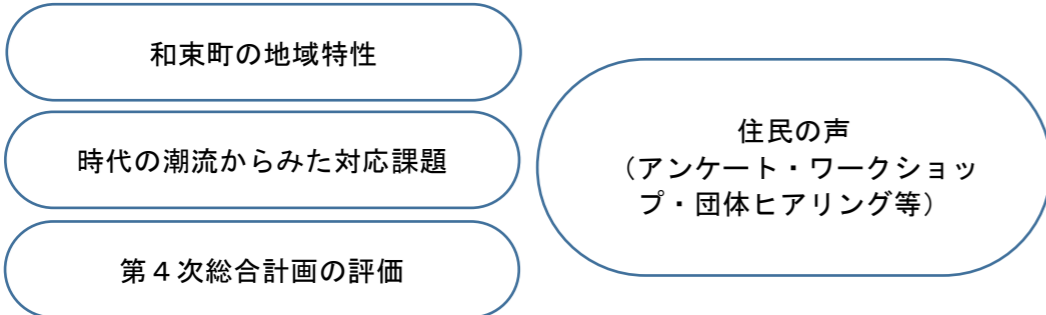 和束町の地域特性
時代の潮流からみた対応課題
第４次総合計画の評価
住民の声
（アンケート・ワークショッ
プ・団体ヒアリング等）